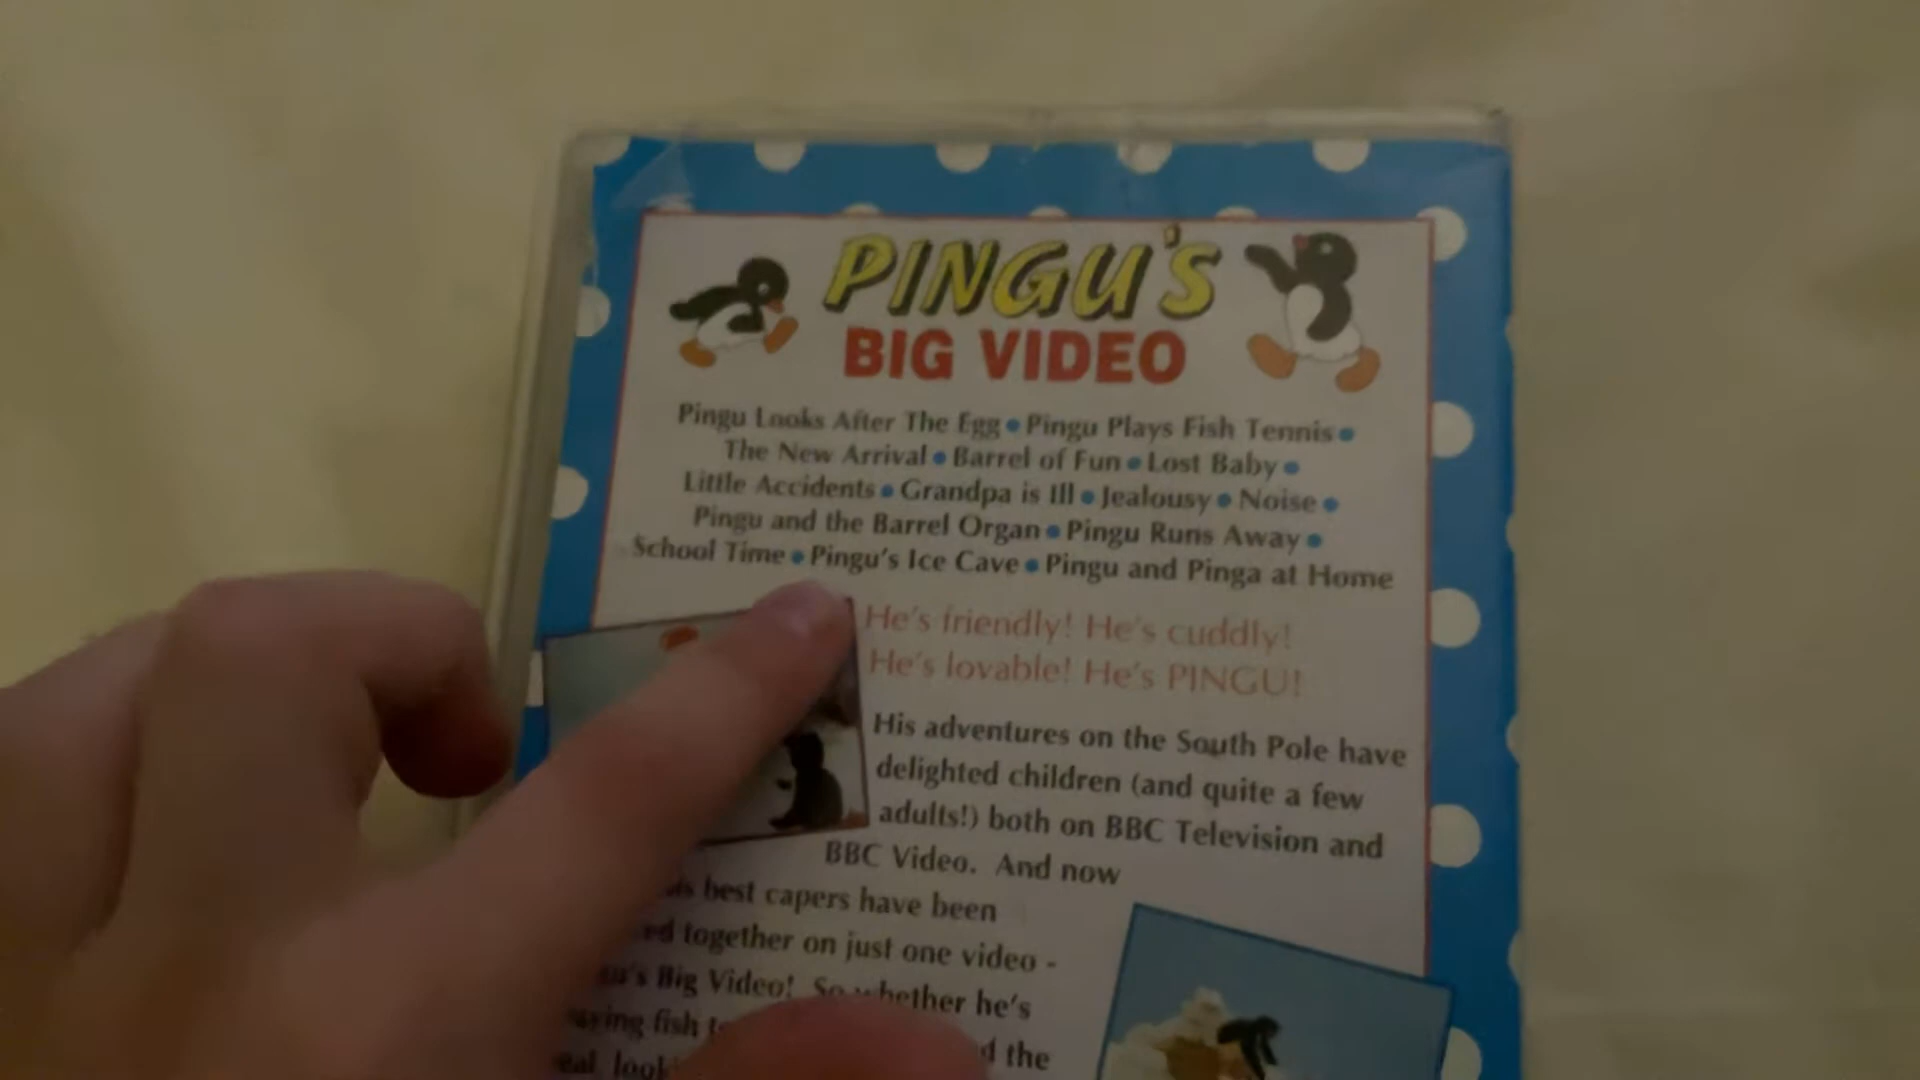 PINGU'S
BIG VIDEO
Pingu Looks After The Egg • Pingu Plays Fish Tennis •
The New Arrival • Barrel of Fun • Lost Baby •
Little Accidents • Grandpa is Ill • Jealousy • Noise •
Pingu and the Barrel Organ • Pingu Runs Away •
School Time • Pingu's Ice Cave • Pingu and Pinga at Home
He's friendly! He's cuddly!
He's lovable! He's PINGU!
His adventures on the South Pole have
delighted children (and quite a few
adults!) both on BBC Television and
BBC Video. And now
best capers have been
together on just one video -
Big Video! So whether he's
fish
the